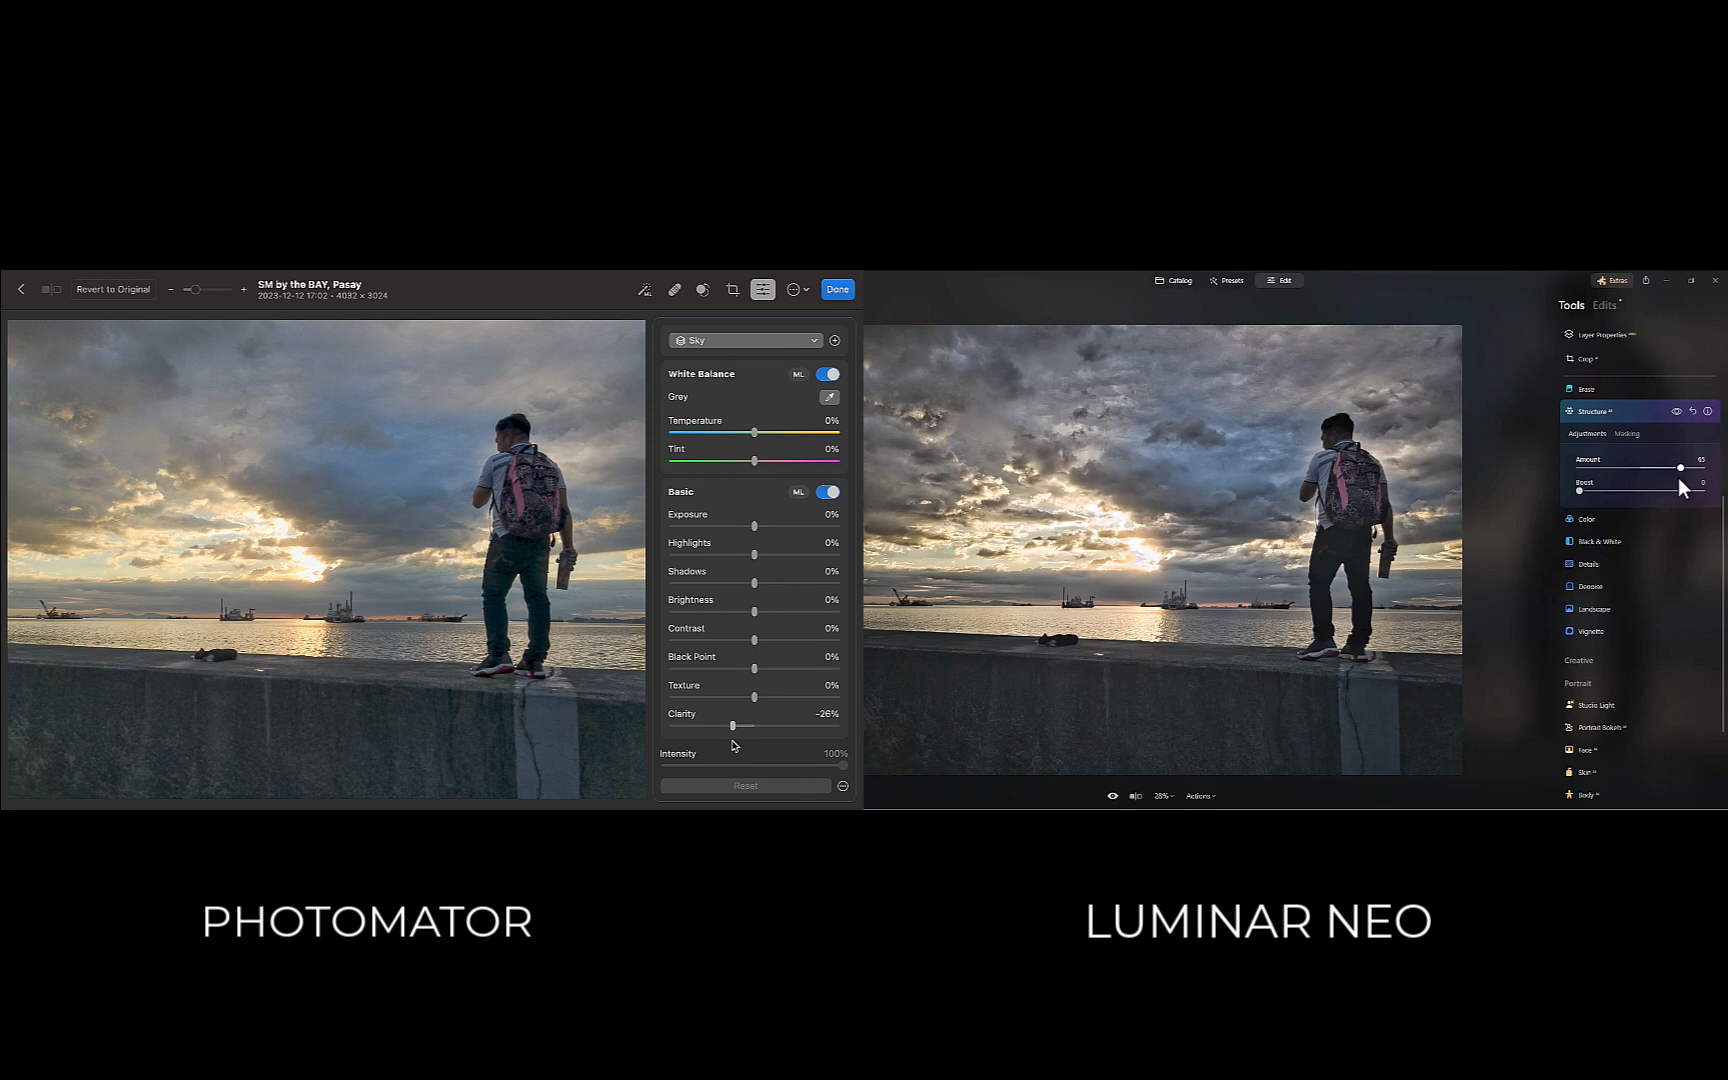 Revert to Original
SM by the BAY, Pasay
2023-12-12 17:02 • 4032 × 3024
ML
Done
Sky
White Balance ML
Grey
Temperature 0%
Tint 0%
Basic ML
Exposure 0%
Highlights 0%
Shadows 0%
Brightness 0%
Contrast 0%
Black Point 0%
Texture 0%
Clarity -26%
Intensity 100%
Reset
Catalog Presets Edit
Extras
Tools Edits
Layer Properties
Crop
Erase
Structure
Adjustments Masking
Amount 65
Boost 0
Color
Black & White
Details
Denoise
Landscape
Vignette
Creative
Portrait
Studio Light
Portrait Bokeh
Face
Skin
Body
28% Actions
PHOTOMATOR
LUMINAR NEO